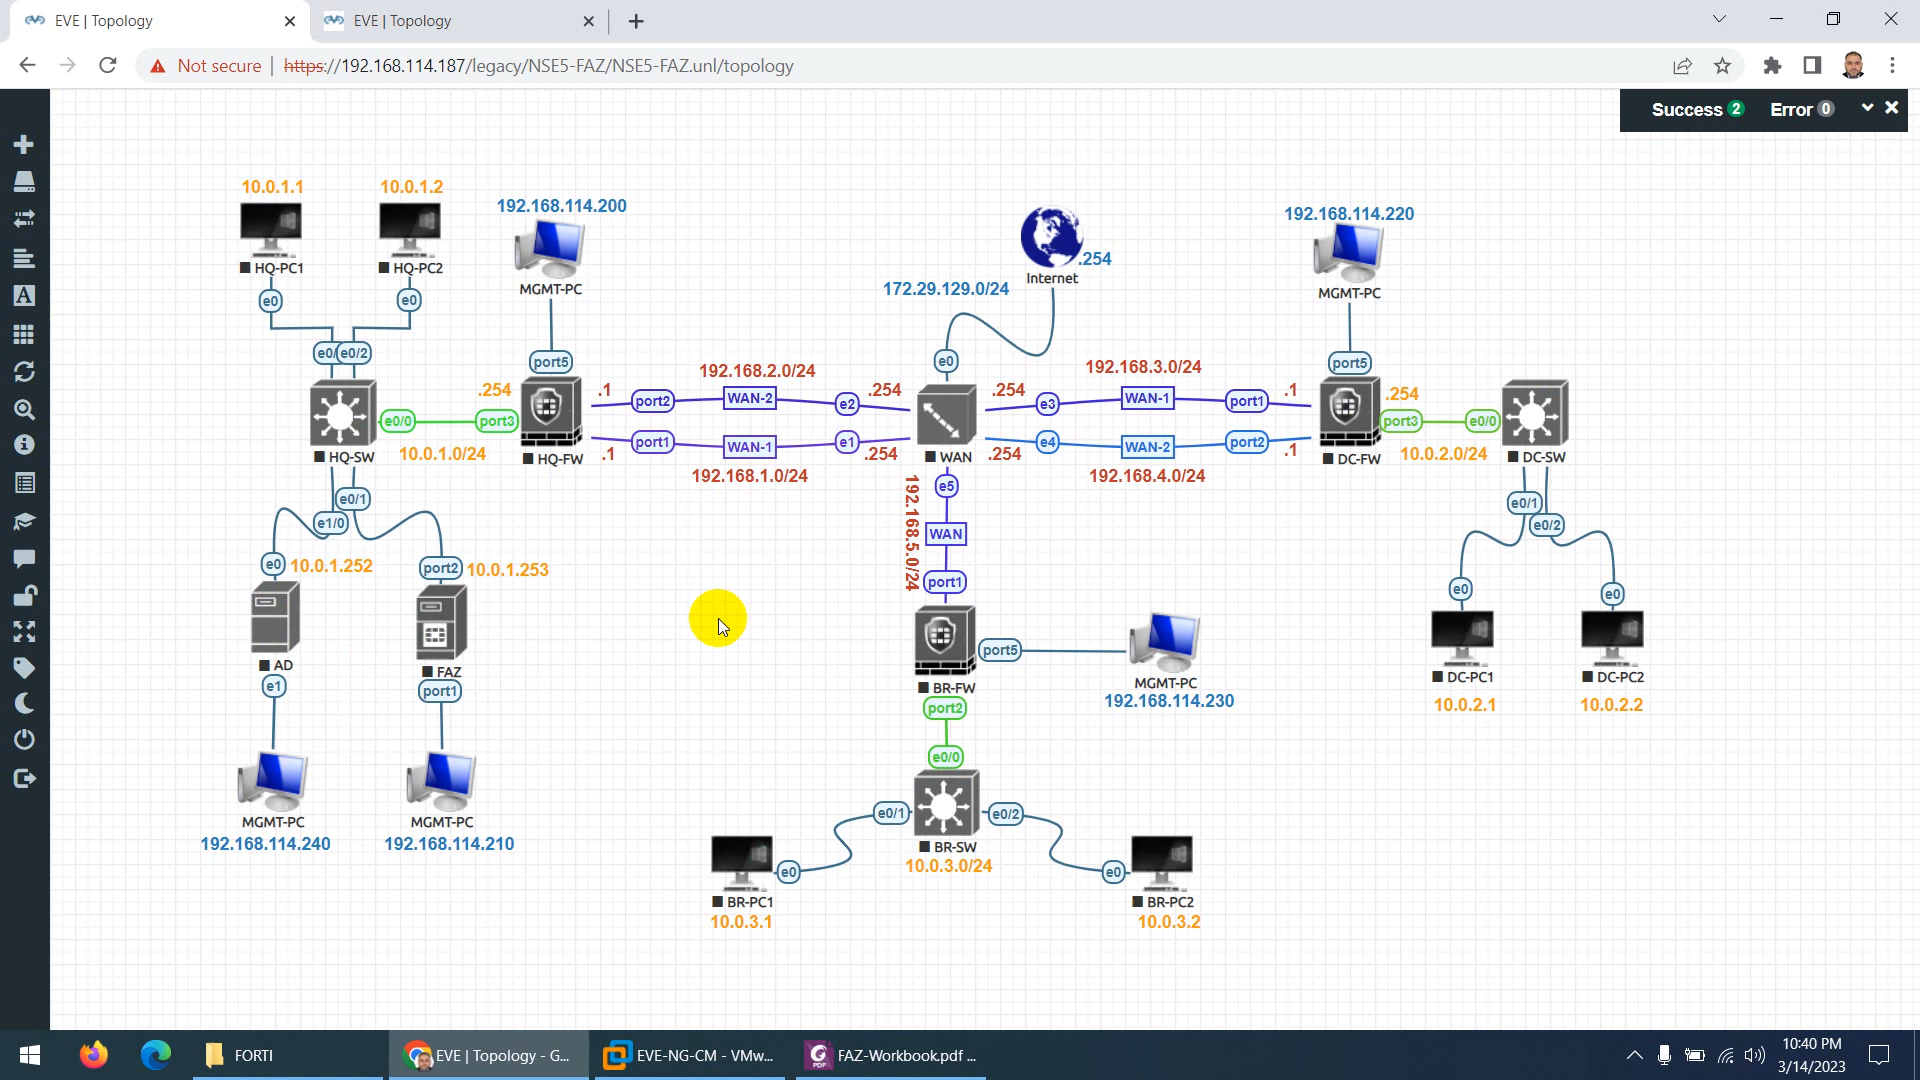 EVE | Topology
EVE | Topology
Not secure | https://192.168.114.187/legacy/NSE5-FAZ/NSE5-FAZ.unl/topology
Success 2 Error 0
10.0.1.1
10.0.1.2
192.168.114.200
192.168.114.220
HQ-PC1
HQ-PC2
MGMT-PC
Internet
.254
MGMT-PC
172.29.129.0/24
e0
e0
e0/2
port5
e0
port5
192.168.2.0/24
192.168.3.0/24
.254
.1
port2
WAN-2
e2
.254
.254
e3
WAN-1
port1
.1
.254
e0/0
port3
port3
e0/0
port1
WAN-1
e1
e4
WAN-2
port2
HQ-SW
10.0.1.0/24
HQ-FW
.1
.254
WAN
.254
.1
DC-FW
10.0.2.0/24
DC-SW
192.168.1.0/24
192.168.4.0/24
e0/1
e1/0
e5
192.168.5.0/24
WAN
port1
e0/1
e0/2
e0
10.0.1.252
port2
10.0.1.253
e0
e0
AD
FAZ
e1
port1
port5
BR-FW
port2
MGMT-PC
192.168.114.230
DC-PC1
DC-PC2
10.0.2.1
10.0.2.2
e0/0
MGMT-PC
MGMT-PC
192.168.114.240
192.168.114.210
e0/1
e0/2
BR-SW
10.0.3.0/24
e0
e0
BR-PC1
BR-PC2
10.0.3.1
10.0.3.2
FORTI
EVE | Topology - G...
EVE-NG-CM - VMw...
PDF
FAZ-Workbook.pdf ...
10:40 PM
3/14/2023